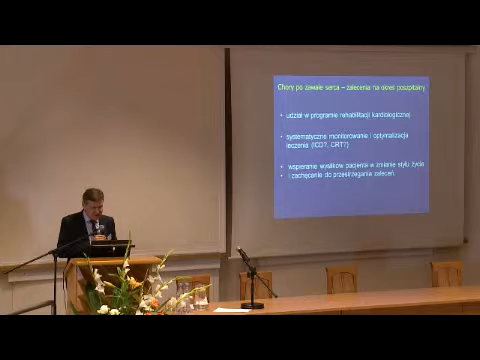 Chory po zawale serca – zalecenia na okres poszpitalny
• udział w programie rehabilitacji kardiologicznej
• systematyczne monitorowanie i optymalizacja
leczenia (ICD?, CRT?)
• wspieranie wysiłków pacjenta w zmianie stylu życia
• i zachęcanie do przestrzegania zaleceń.